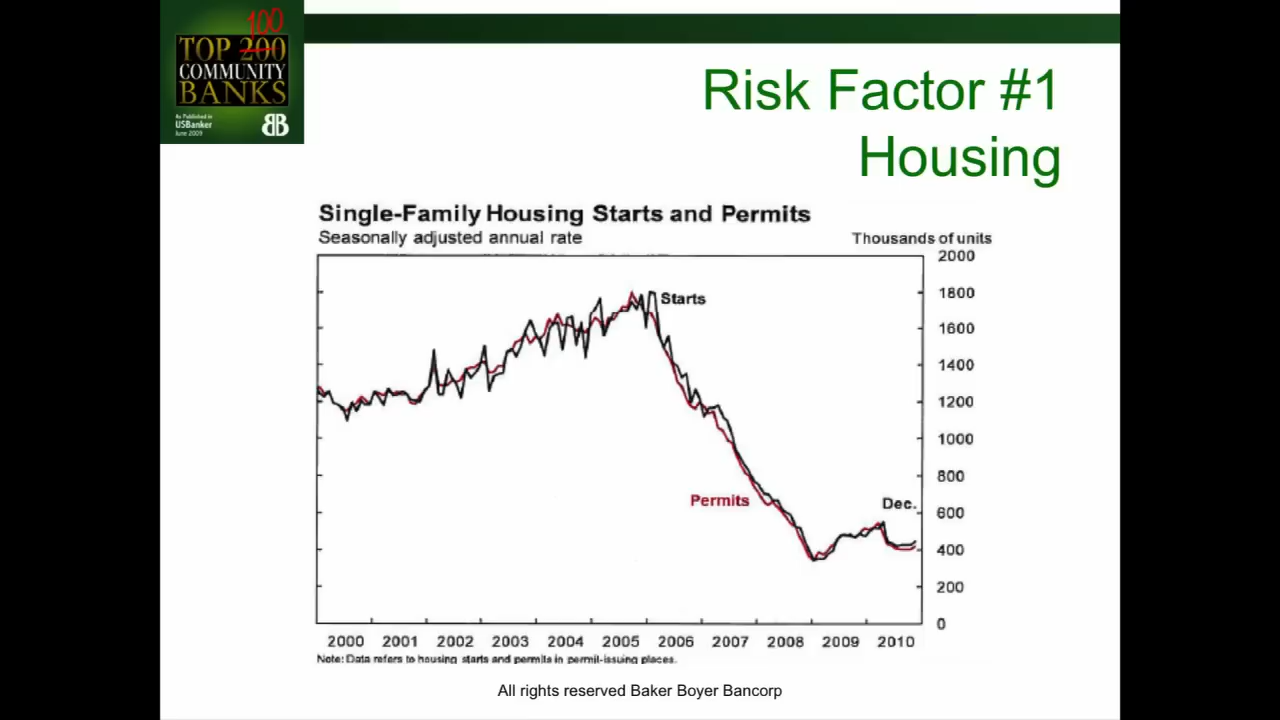 100
TOP 200
COMMUNITY
BANKS
As Published in
USBanker
June 2009
BB
Risk Factor #1
Housing
Single-Family Housing Starts and Permits
Seasonally adjusted annual rate
Thousands of units
2000
1800
1600
1400
1200
1000
800
600
400
200
0
Starts
Permits
Dec.
2000 2001 2002 2003 2004 2005 2006 2007 2008 2009 2010
Note: Data refers to housing starts and permits in permit-issuing places.
All rights reserved Baker Boyer Bancorp